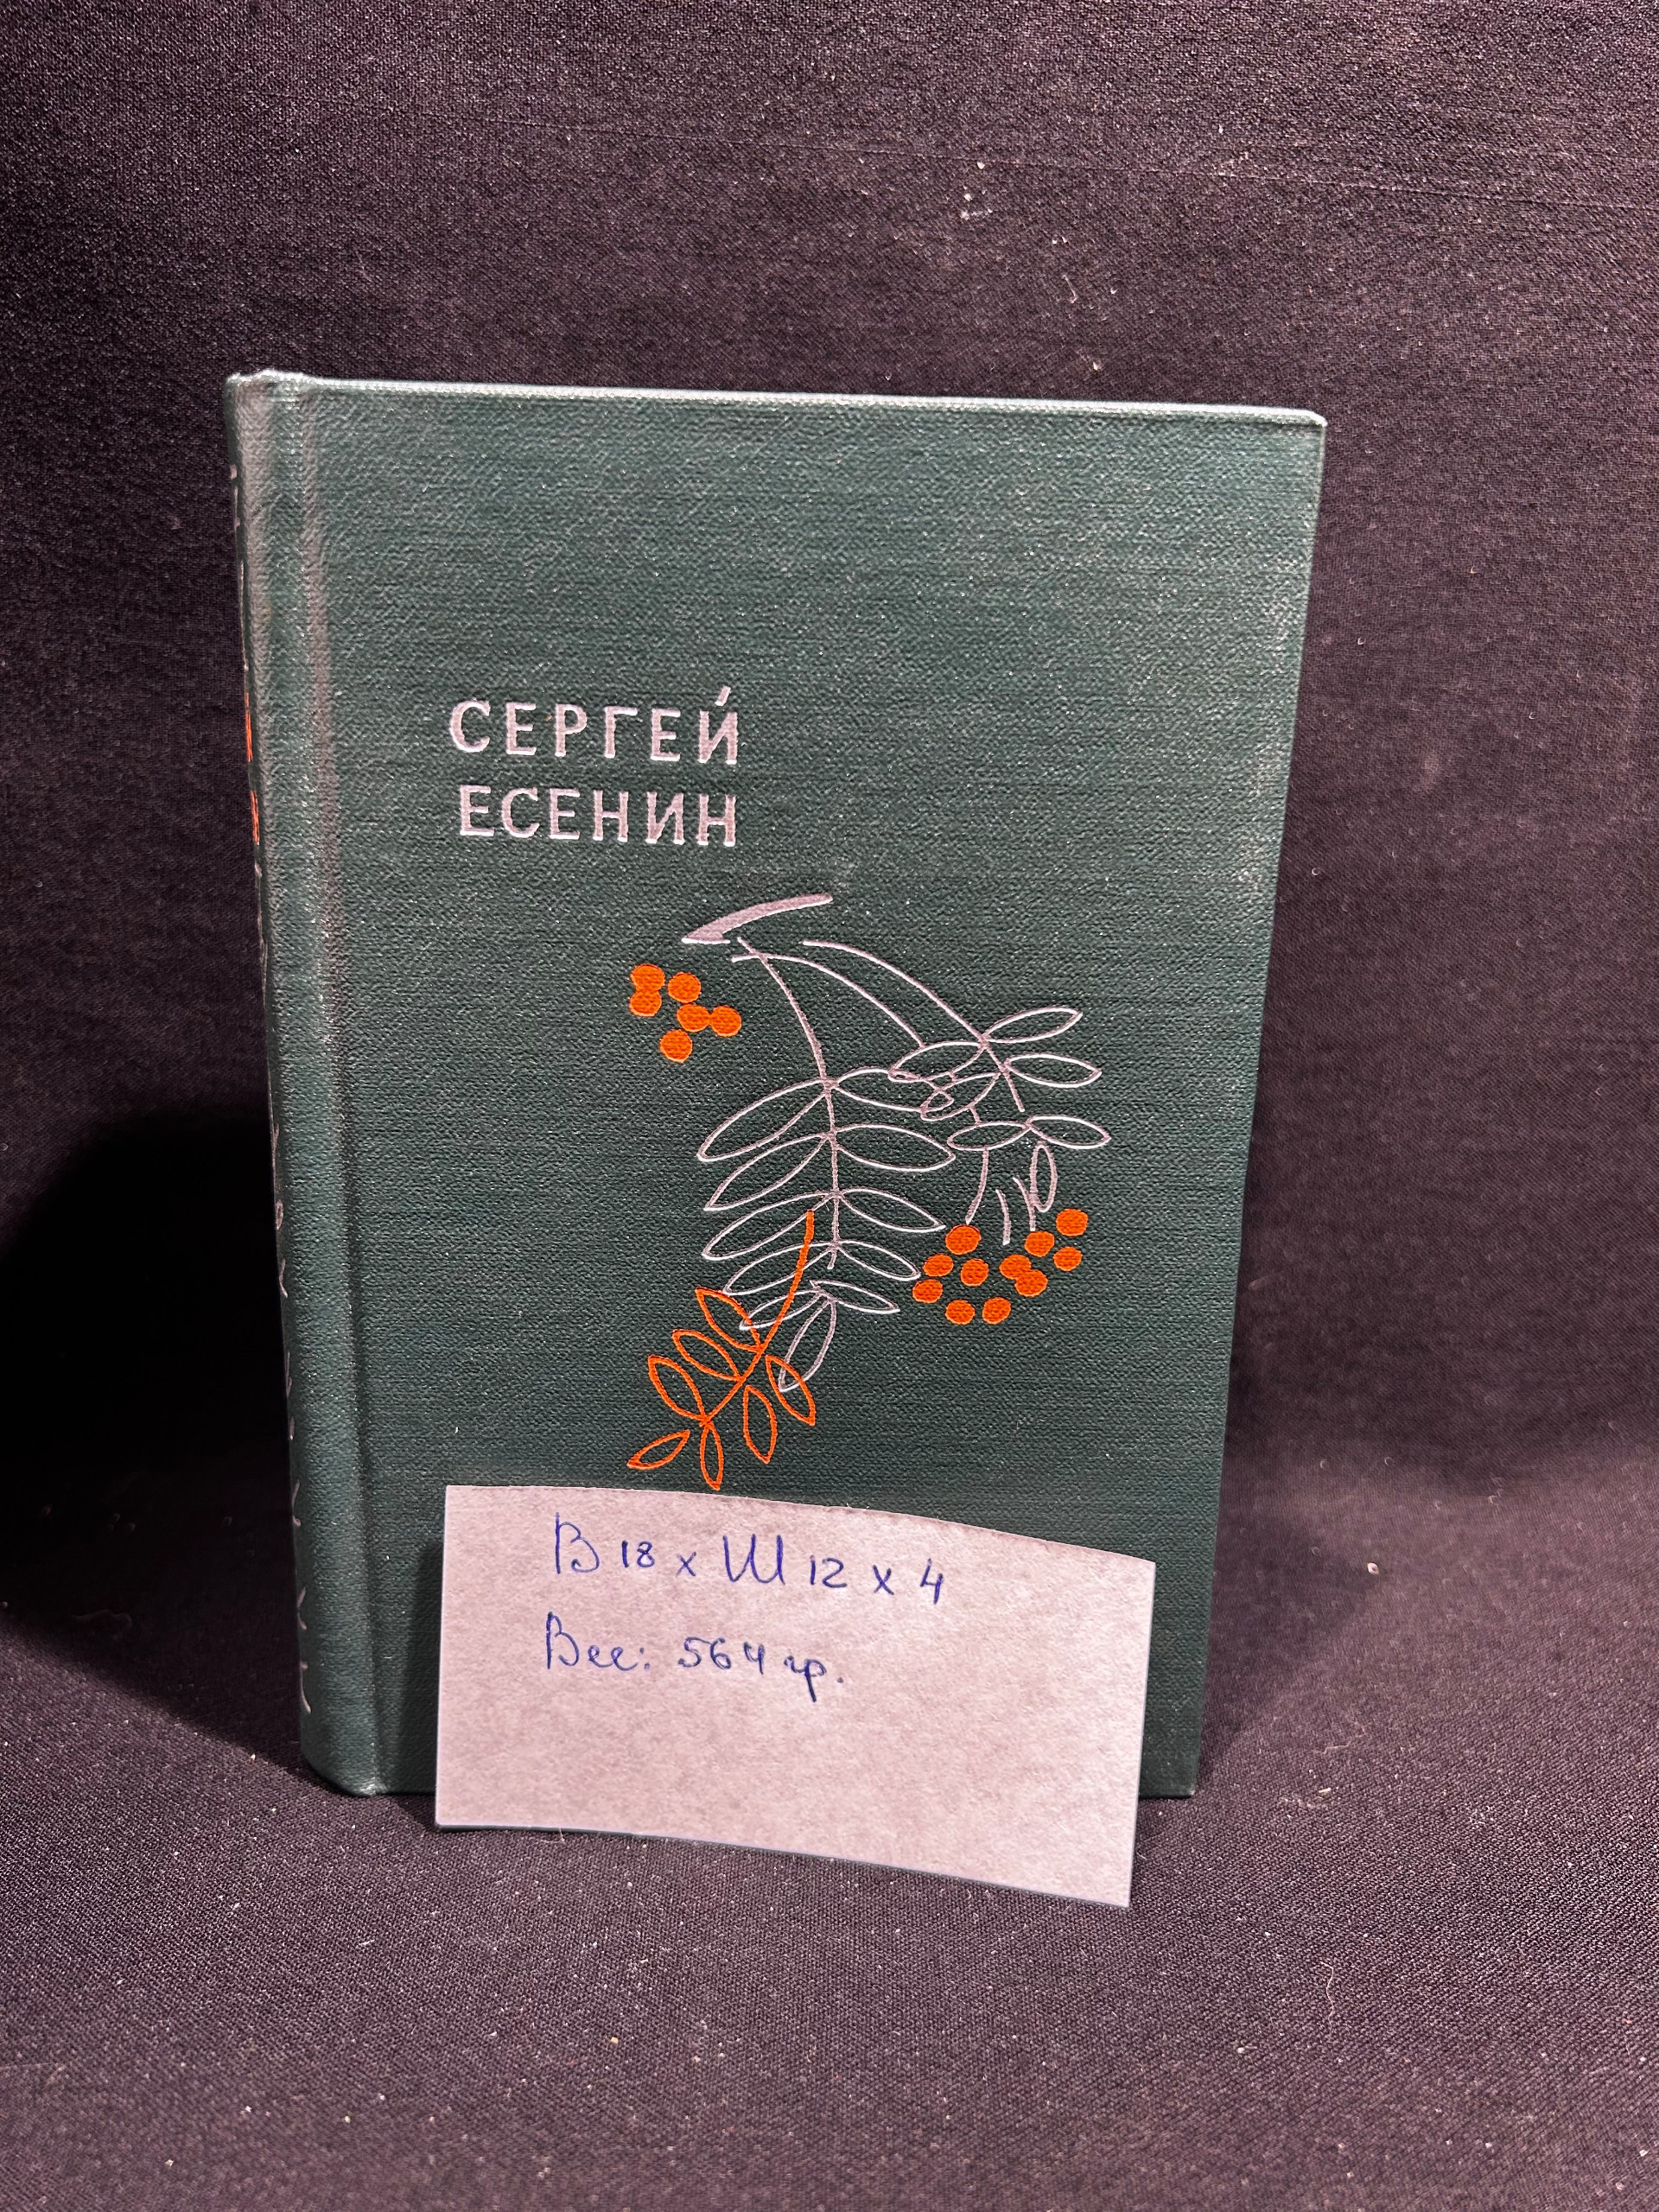 СЕРГЕЙ
ЕСЕНИН
В 18 x Ш 12 x 4
Вес: 564 гр.